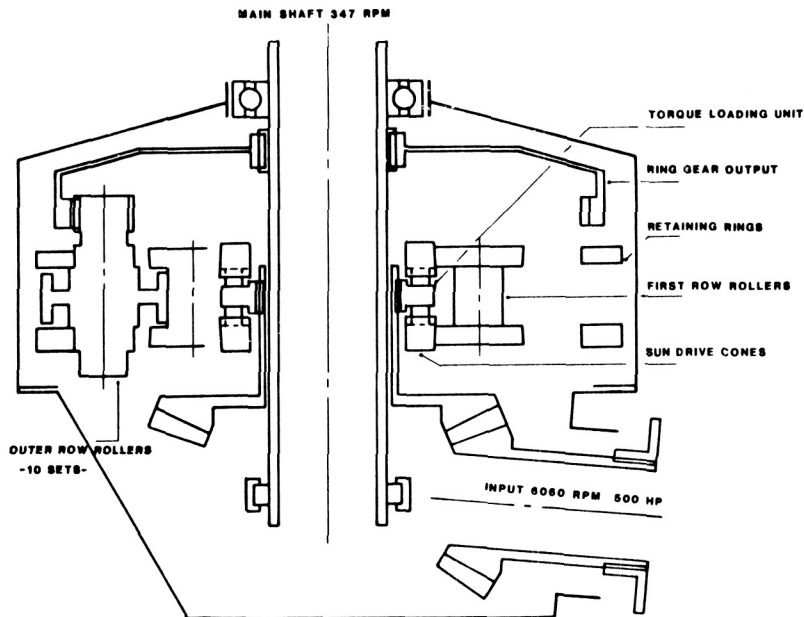 MAIN SHAFT 347 RPM
TORQUE LOADING UNIT
RING GEAR OUTPUT
RETAINING RINGS
FIRST ROW ROLLERS
SUN DRIVE CONES
OUTER ROW ROLLERS
-10 SETS-
INPUT 6060 RPM 500 HP